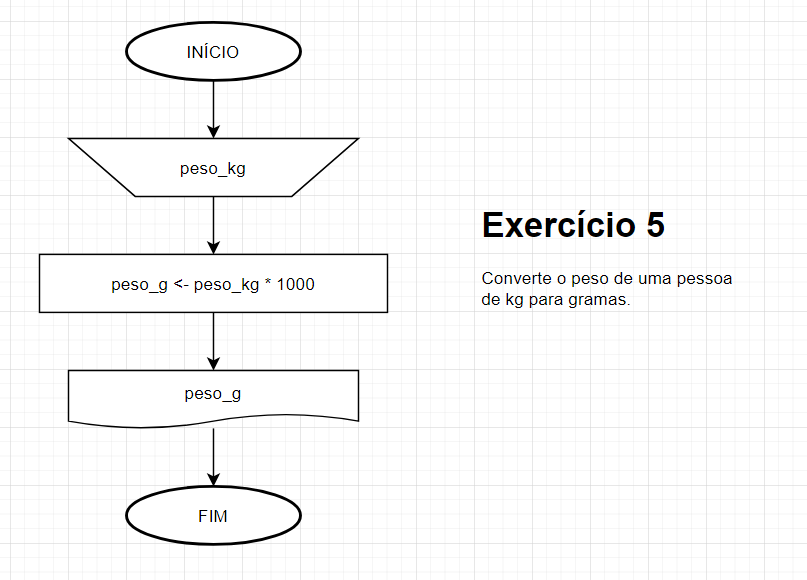 INÍCIO
peso_kg
peso_g <- peso_kg * 1000
peso_g
FIM
Exercício 5
Converte o peso de uma pessoa
de kg para gramas.